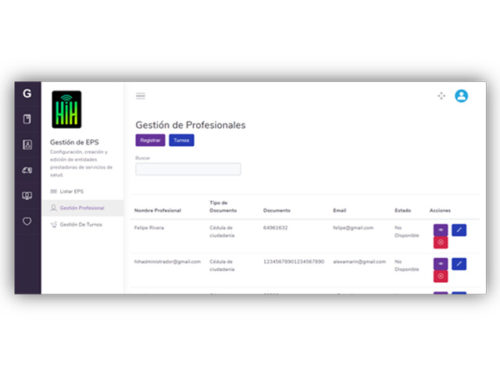 G
HiH
Gestión de EPS
Configuración, creación y
edición de entidades
prestadoras de servicios de
salud.
Listar EPS
Gestión Profesional
Gestión De Turnos
Gestión de Profesionales
Registrar Turnos
Buscar
Nombre Profesional Tipo de Documento Documento Email Estado Acciones
Felipe Rivera Cédula de ciudadanía 64961632 felipe@gmail.com No Disponible
hihadministrador@gmail.com Cédula de ciudadanía 12345678901234567890 alexamarin@gmail.com No Disponible